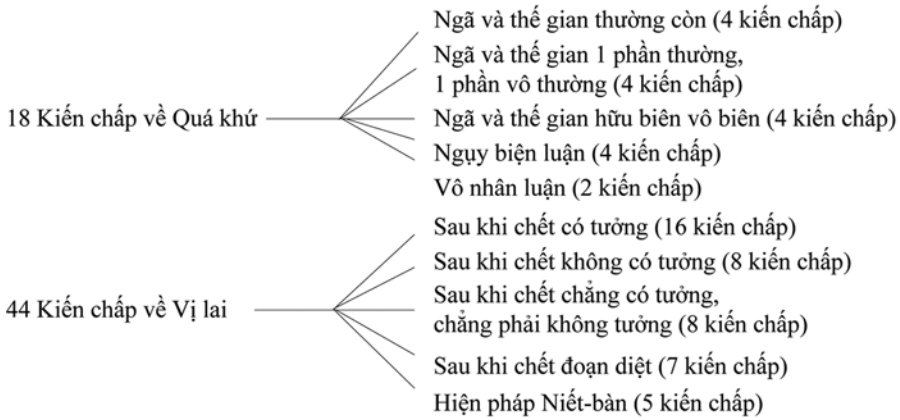 18 Kiến chấp về Quá khứ
Ngã và thế gian thường còn (4 kiến chấp)
Ngã và thế gian 1 phần thường,
1 phần vô thường (4 kiến chấp)
Ngã và thế gian hữu biên vô biên (4 kiến chấp)
Ngụy biện luận (4 kiến chấp)
Vô nhân luận (2 kiến chấp)
44 Kiến chấp về Vị lai
Sau khi chết có tưởng (16 kiến chấp)
Sau khi chết không có tưởng (8 kiến chấp)
Sau khi chết chẳng có tưởng,
chẳng phải không tưởng (8 kiến chấp)
Sau khi chết đoạn diệt (7 kiến chấp)
Hiện pháp Niết-bàn (5 kiến chấp)